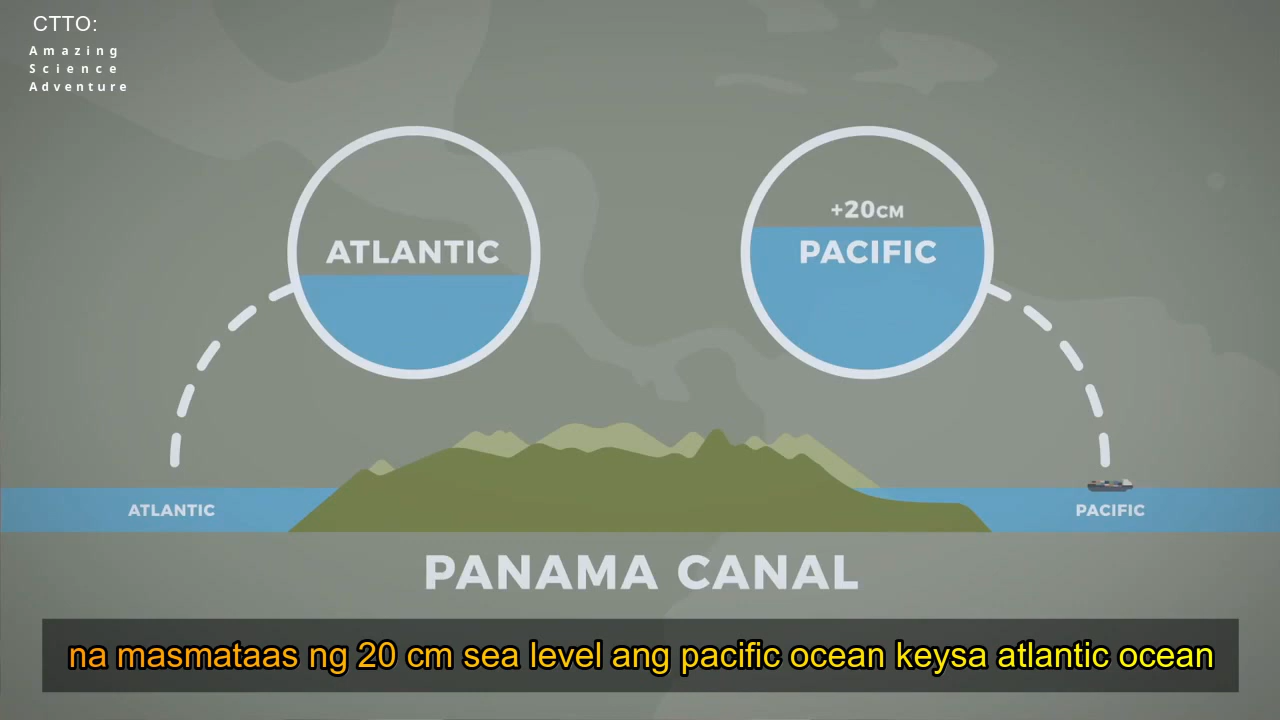 CTTO:
Amazing
Science
Adventure
ATLANTIC
+20CM
PACIFIC
ATLANTIC
PACIFIC
PANAMA CANAL
na masmataas ng 20 cm sea level ang pacific ocean keysa atlantic ocean